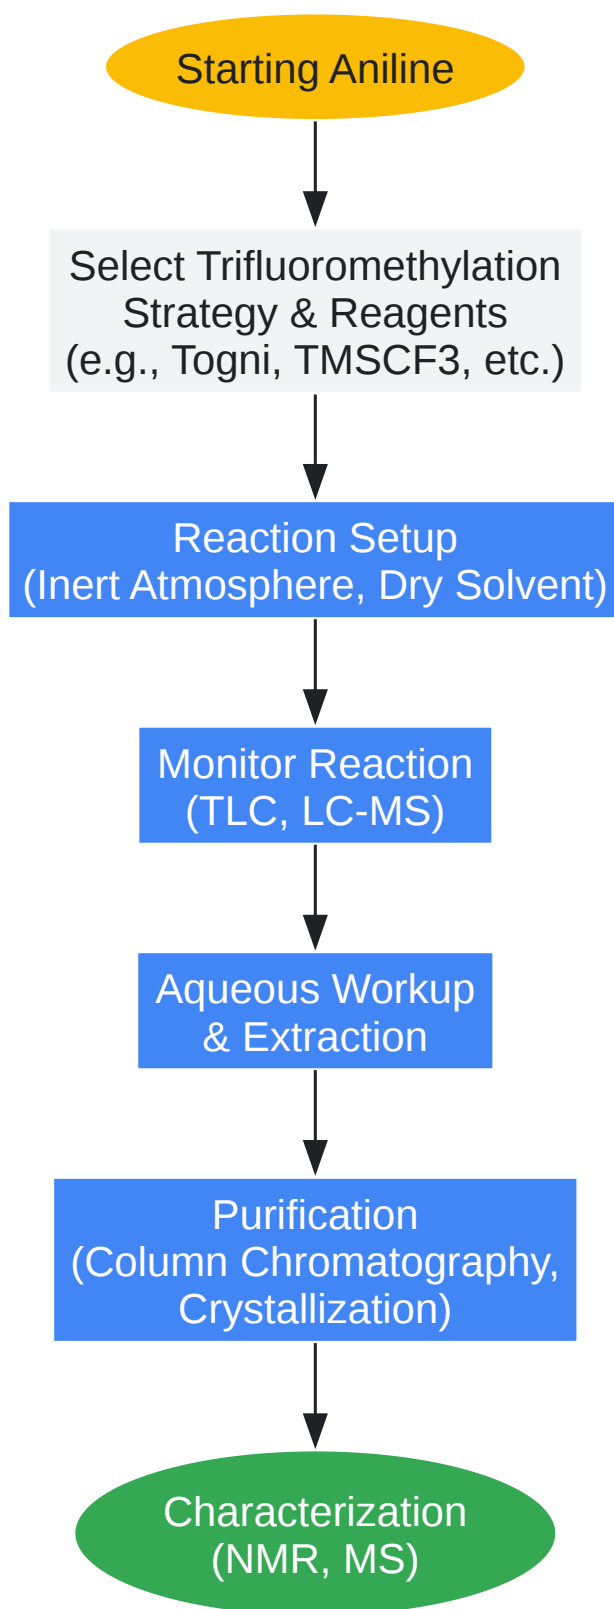 Starting Aniline
Select Trifluoromethylation
Strategy & Reagents
(e.g., Togni, TMSCF3, etc.)
Reaction Setup
(Inert Atmosphere, Dry Solvent)
Monitor Reaction
(TLC, LC-MS)
Aqueous Workup
& Extraction
Purification
(Column Chromatography,
Crystallization)
Characterization
(NMR, MS)